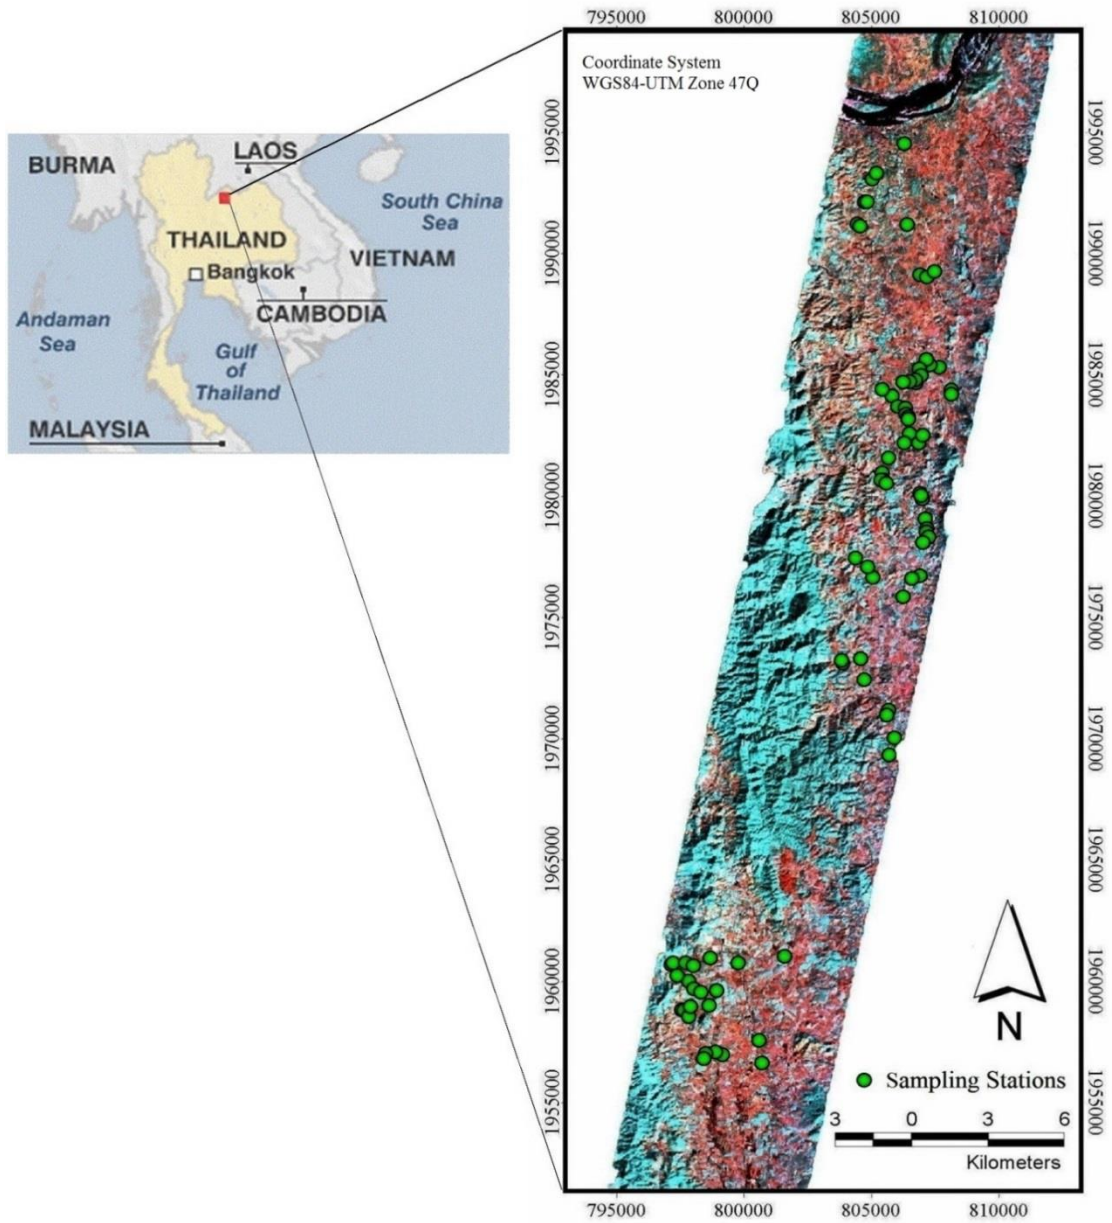 795000 800000 805000 810000
Coordinate System
WGS84-UTM Zone 47Q
BURMA
LAOS
South China
Sea
THAILAND
VIETNAM
Bangkok
CAMBODIA
Andaman
Sea
Gulf
of
Thailand
MALAYSIA
1995000
1990000
1985000
1980000
1975000
1970000
1965000
1960000
1955000
1995000
1990000
1985000
1980000
1975000
1970000
1965000
1960000
1955000
N
Sampling Stations
3 0 3 6
Kilometers
795000 800000 805000 810000